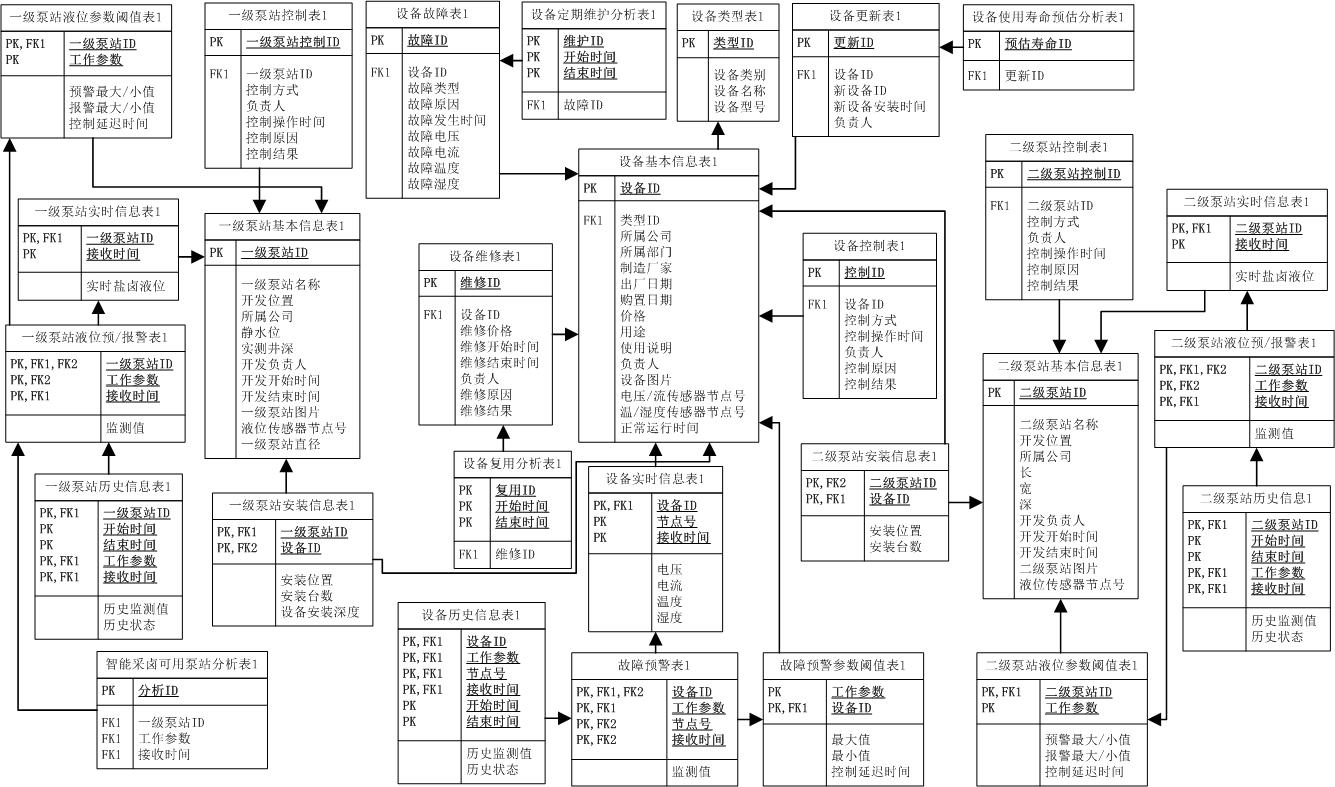 一级泵站液位参数阈值表1
PK,FK1 一级泵站ID
PK 工作参数
预警最大/小值
报警最大/小值
控制延迟时间
一级泵站控制表1
PK 一级泵站控制ID
FK1 一级泵站ID
控制方式
负责人
控制操作时间
控制原因
控制结果
设备故障表1
PK 故障ID
FK1 设备ID
故障类型
故障原因
故障发生时间
故障电压
故障电流
故障温度
故障湿度
设备定期维护分析表1
PK 维护ID
PK 开始时间
PK 结束时间
FK1 故障ID
设备类型表1
PK 类型ID
设备类别
设备名称
设备型号
设备更新表1
PK 更新ID
FK1 设备ID
新设备ID
新设备安装时间
负责人
设备使用寿命预估分析表1
PK 预估寿命ID
FK1 更新ID
一级泵站实时信息表1
PK,FK1 一级泵站ID
PK 接收时间
实时盐卤液位
一级泵站基本信息表1
PK 一级泵站ID
一级泵站名称
开发位置
所属公司
静水位
实测井深
开发负责人
开发开始时间
开发结束时间
一级泵站图片
液位传感器节点号
一级泵站直径
设备维修表1
PK 维修ID
FK1 设备ID
维修价格
维修开始时间
维修结束时间
负责人
维修原因
维修结果
设备基本信息表1
PK 设备ID
FK1 类型ID
所属公司
所属部门
制造厂家
出厂日期
购置日期
价格
用途
使用说明
负责人
设备图片
电压/流传感器节点号
温/湿度传感器节点号
正常运行时间
设备控制表1
PK 控制ID
FK1 设备ID
控制方式
控制操作时间
负责人
控制原因
控制结果
二级泵站控制表1
PK 二级泵站控制ID
FK1 二级泵站ID
控制方式
负责人
控制操作时间
控制原因
控制结果
二级泵站实时信息表1
PK,FK1 二级泵站ID
PK 接收时间
实时盐卤液位
一级泵站液位预/报警表1
PK,FK1,FK2 一级泵站ID
PK,FK2 工作参数
PK,FK1 接收时间
监测值
二级泵站基本信息表1
PK 二级泵站ID
二级泵站名称
开发位置
所属公司
长
宽
深
开发负责人
开发开始时间
开发结束时间
二级泵站图片
液位传感器节点号
二级泵站液位预/报警表1
PK,FK1,FK2 二级泵站ID
PK,FK2 工作参数
PK,FK1 接收时间
监测值
一级泵站历史信息表1
PK,FK1 一级泵站ID
PK 开始时间
PK 结束时间
PK,FK1 工作参数
PK,FK1 接收时间
历史监测值
历史状态
一级泵站安装信息表1
PK,FK1 一级泵站ID
PK,FK2 设备ID
安装位置
安装台数
设备安装深度
设备复用分析表1
PK 复用ID
PK 开始时间
PK 结束时间
FK1 维修ID
设备实时信息表1
PK,FK1 设备ID
PK 节点号
PK 接收时间
电压
电流
温度
湿度
二级泵站安装信息表1
PK,FK2 二级泵站ID
PK,FK1 设备ID
安装位置
安装台数
二级泵站历史信息1
PK,FK1 二级泵站ID
PK 开始时间
PK 结束时间
PK,FK1 工作参数
PK,FK1 接收时间
历史监测值
历史状态
智能采卤可用泵站分析表1
PK 分析ID
FK1 一级泵站ID
FK1 工作参数
FK1 接收时间
设备历史信息表1
PK,FK1 设备ID
PK,FK1 工作参数
PK,FK1 节点号
PK,FK1 接收时间
PK 开始时间
PK 结束时间
历史监测值
历史状态
故障预警表1
PK,FK1,FK2 设备ID
PK,FK1 工作参数
PK,FK2 节点号
PK,FK2 接收时间
监测值
故障预警参数阈值表1
PK 工作参数
PK,FK1 设备ID
最大值
最小值
控制延迟时间
二级泵站液位参数阈值表1
PK,FK1 二级泵站ID
PK 工作参数
预警最大/小值
报警最大/小值
控制延迟时间